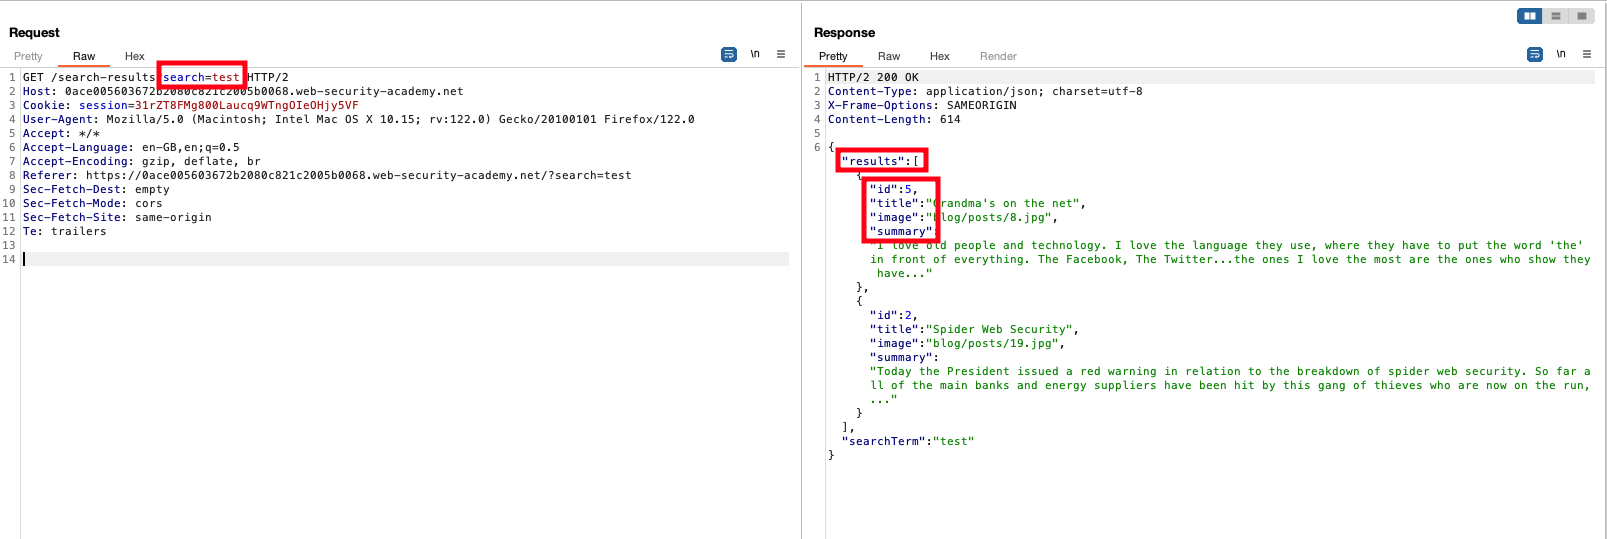 Request
Pretty Raw Hex
\n
1 GET /search-results search=test HTTP/2
2 Host: 0ace005603672b2080c821c2005b0068.web-security-academy.net
3 Cookie: session=31rZT8FMg800Laucq9WTngOIeOHjy5VF
4 User-Agent: Mozilla/5.0 (Macintosh; Intel Mac OS X 10.15; rv:122.0) Gecko/20100101 Firefox/122.0
5 Accept: */*
6 Accept-Language: en-GB,en;q=0.5
7 Accept-Encoding: gzip, deflate, br
8 Referer: https://0ace005603672b2080c821c2005b0068.web-security-academy.net/?search=test
9 Sec-Fetch-Dest: empty
10 Sec-Fetch-Mode: cors
11 Sec-Fetch-Site: same-origin
12 Te: trailers
13
14
Response
Pretty Raw Hex Render
\n
1 HTTP/2 200 OK
2 Content-Type: application/json; charset=utf-8
3 X-Frame-Options: SAMEORIGIN
4 Content-Length: 614
5
6 {
"results":[
{
"id":5,
"title":"Grandma's on the net",
"image":"blog/posts/8.jpg",
"summary":
"I love old people and technology. I love the language they use, where they have to put the word 'the'
in front of everything. The Facebook, The Twitter...the ones I love the most are the ones who show they
have..."
},
{
"id":2,
"title":"Spider Web Security",
"image":"blog/posts/19.jpg",
"summary":
"Today the President issued a red warning in relation to the breakdown of spider web security. So far a
ll of the main banks and energy suppliers have been hit by this gang of thieves who are now on the run,
..."
}
],
"searchTerm":"test"
}